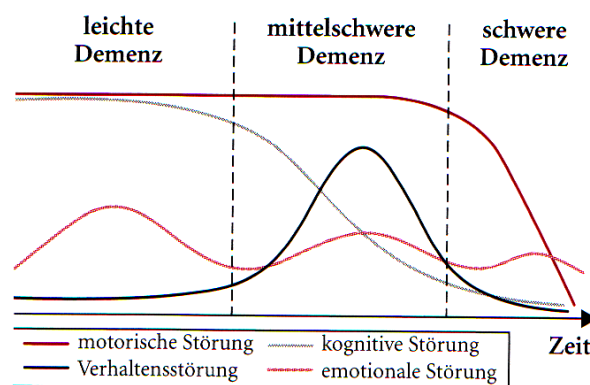 leichte
Demenz
mittelschwere
Demenz
schwere
Demenz
motorische Störung
kognitive Störung
Zeit
Verhaltensstörung
emotionale Störung